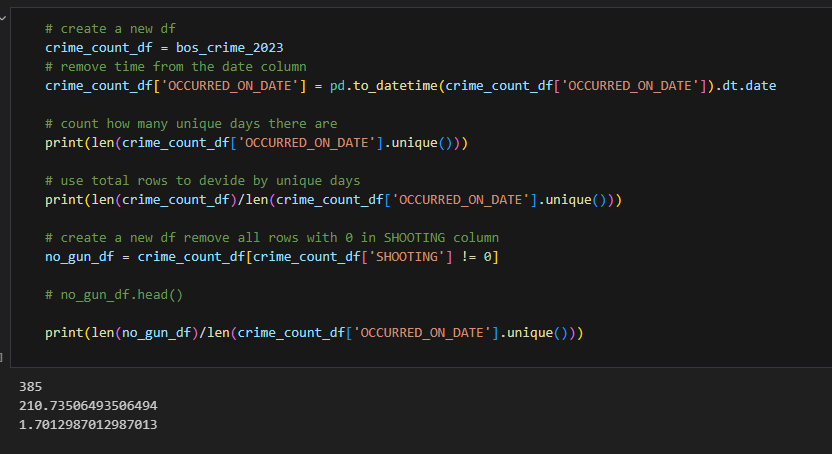 # create a new df
crime_count_df = bos_crime_2023
# remove time from the date column
crime_count_df['OCCURRED_ON_DATE'] = pd.to_datetime(crime_count_df['OCCURRED_ON_DATE']).dt.date
# count how many unique days there are
print(len(crime_count_df['OCCURRED_ON_DATE'].unique()))
# use total rows to devide by unique days
print(len(crime_count_df)/len(crime_count_df['OCCURRED_ON_DATE'].unique()))
# create a new df remove all rows with 0 in SHOOTING column
no_gun_df = crime_count_df[crime_count_df['SHOOTING'] != 0]
# no_gun_df.head()
print(len(no_gun_df)/len(crime_count_df['OCCURRED_ON_DATE'].unique()))
]
385
210.73506493506494
1.7012987012987013